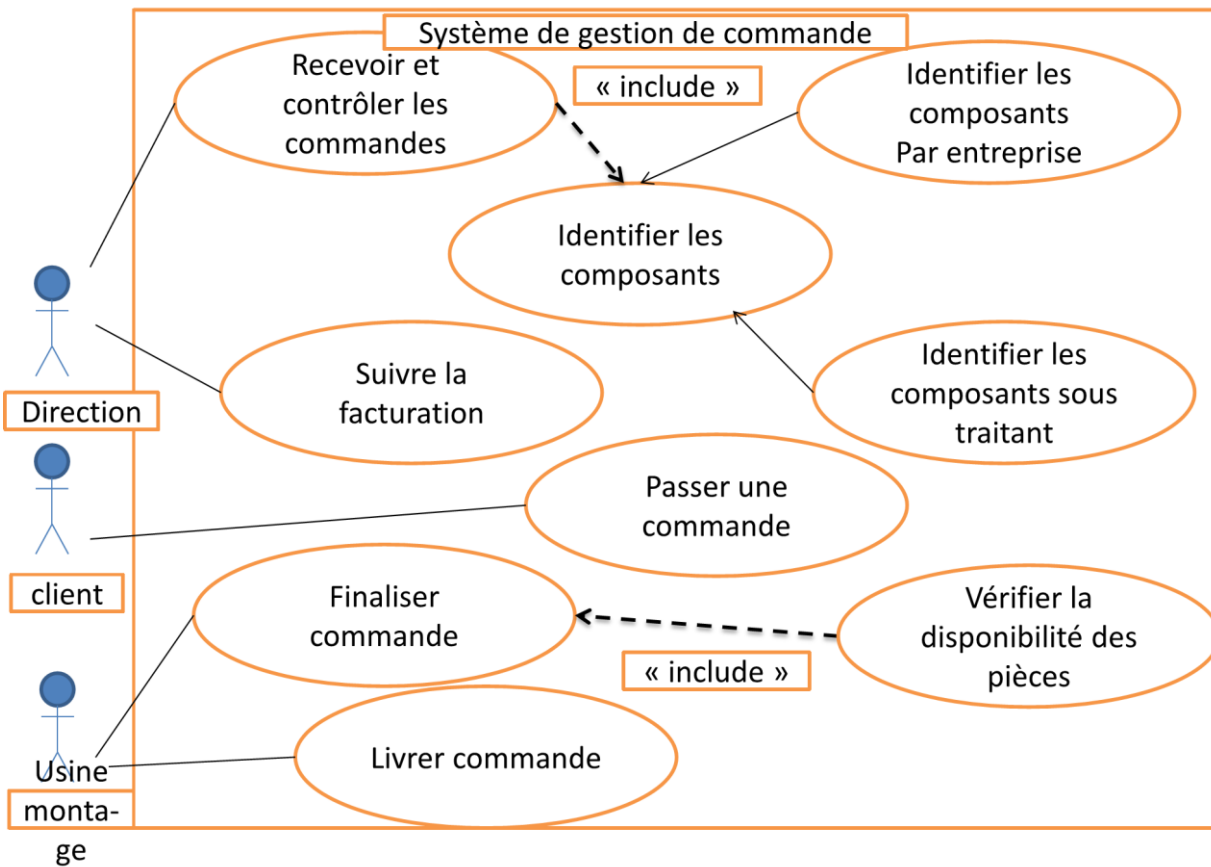 Système de gestion de commande
Recevoir et
contrôler les
commandes
« include »
Identifier les
composants
Par entreprise
Identifier les
composants
Direction
Suivre la
facturation
Identifier les
composants sous
traitant
client
Passer une
commande
Finaliser
commande
« include »
Vérifier la
disponibilité des
pièces
Usine
monta-
ge
Livrer commande